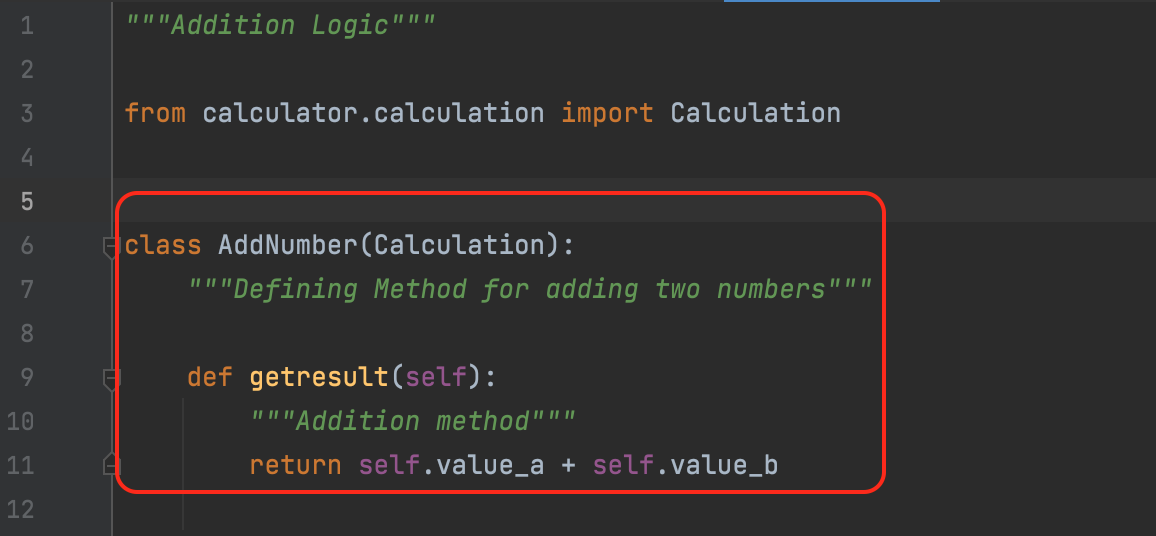 1 """Addition Logic"""
2
3 from calculator.calculation import Calculation
4
5
6 class AddNumber(Calculation):
7     """Defining Method for adding two numbers"""
8
9     def getresult(self):
10         """Addition method"""
11         return self.value_a + self.value_b
12